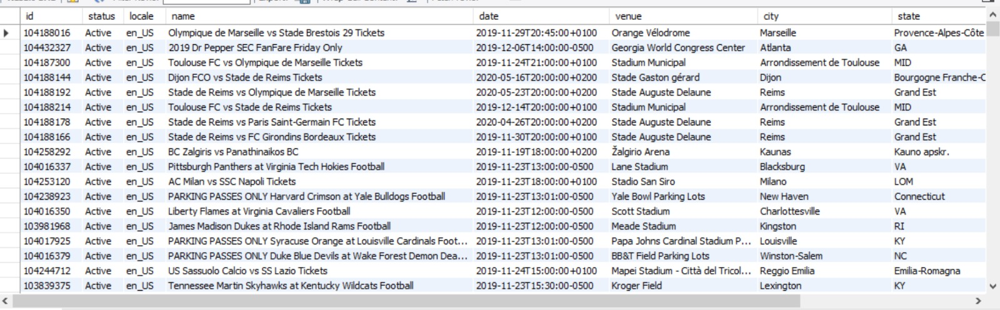 id status locale name date venue city state
104188016 Active en_US Olympique de Marseille vs Stade Brestois 29 Tickets 2019-11-29T20:45:00+0100 Orange Vélodrome Marseille Provence-Alpes-Côte
104432327 Active en_US 2019 Dr Pepper SEC FanFare Friday Only 2019-12-06T14:00:00-0500 Georgia World Congress Center Atlanta GA
104187300 Active en_US Toulouse FC vs Olympique de Marseille Tickets 2019-11-24T21:00:00+0100 Stadium Municipal Arrondissement de Toulouse MID
104188144 Active en_US Dijon FCO vs Stade de Reims Tickets 2020-05-16T20:00:00+0200 Stade Gaston gérard Dijon Bourgogne Franche-C
104188192 Active en_US Stade de Reims vs Olympique de Marseille Tickets 2020-05-23T20:00:00+0200 Stade Auguste Delaune Reims Grand Est
104188214 Active en_US Toulouse FC vs Stade de Reims Tickets 2019-12-14T20:00:00+0100 Stadium Municipal Arrondissement de Toulouse MID
104188178 Active en_US Stade de Reims vs Paris Saint-Germain FC Tickets 2020-04-26T20:00:00+0200 Stade Auguste Delaune Reims Grand Est
104188166 Active en_US Stade de Reims vs FC Girondins Bordeaux Tickets 2019-11-30T20:00:00+0100 Stade Auguste Delaune Reims Grand Est
104258292 Active en_US BC Zalgiris vs Panathinaikos BC 2019-11-19T18:00:00+0200 Žalgirio Arena Kaunas Kauno apskr.
104016337 Active en_US Pittsburgh Panthers at Virginia Tech Hokies Football 2019-11-23T13:00:00-0500 Lane Stadium Blacksburg VA
104253120 Active en_US AC Milan vs SSC Napoli Tickets 2019-11-23T18:00:00+0100 Stadio San Siro Milano LOM
104238923 Active en_US PARKING PASSES ONLY Harvard Crimson at Yale Bulldogs Football 2019-11-23T13:01:00-0500 Yale Bowl Parking Lots New Haven Connecticut
104016350 Active en_US Liberty Flames at Virginia Cavaliers Football 2019-11-23T12:00:00-0500 Scott Stadium Charlottesville VA
103981968 Active en_US James Madison Dukes at Rhode Island Rams Football 2019-11-23T12:00:00-0500 Meade Stadium Kingston RI
104017925 Active en_US PARKING PASSES ONLY Syracuse Orange at Louisville Cardinals Foot... 2019-11-23T13:01:00-0500 Papa Johns Cardinal Stadium P... Louisville KY
104016379 Active en_US PARKING PASSES ONLY Duke Blue Devils at Wake Forest Demon Dea... 2019-11-23T13:01:00-0500 BB&T Field Parking Lots Winston-Salem NC
104244712 Active en_US US Sassuolo Calcio vs SS Lazio Tickets 2019-11-24T15:00:00+0100 Mapei Stadium - Città del Tricol... Reggio Emilia Emilia-Romagna
103839375 Active en_US Tennessee Martin Skyhawks at Kentucky Wildcats Football 2019-11-23T15:30:00-0500 Kroger Field Lexington KY